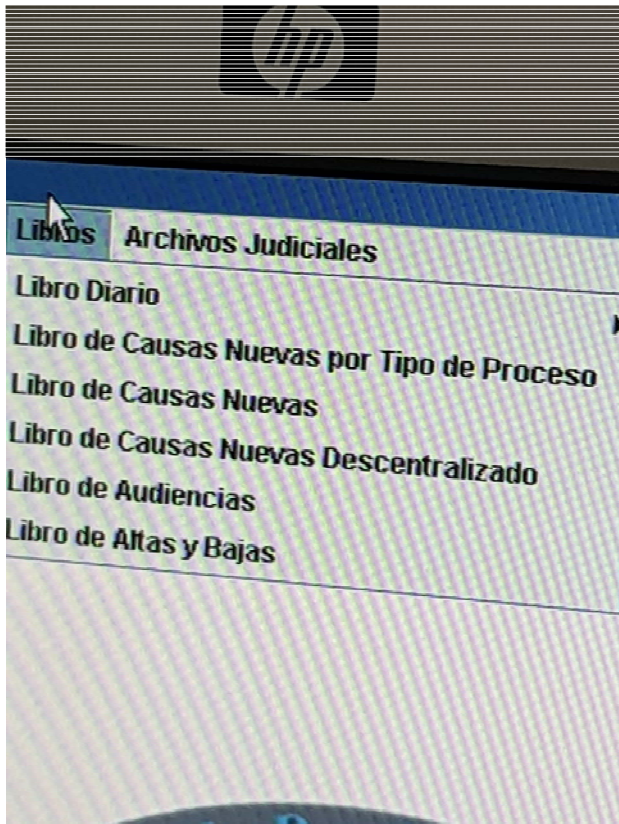 hp
Libros Archivos Judiciales
Libro Diario
Libro de Causas Nuevas por Tipo de Proceso
Libro de Causas Nuevas
Libro de Causas Nuevas Descentralizado
Libro de Audiencias
Libro de Altas y Bajas